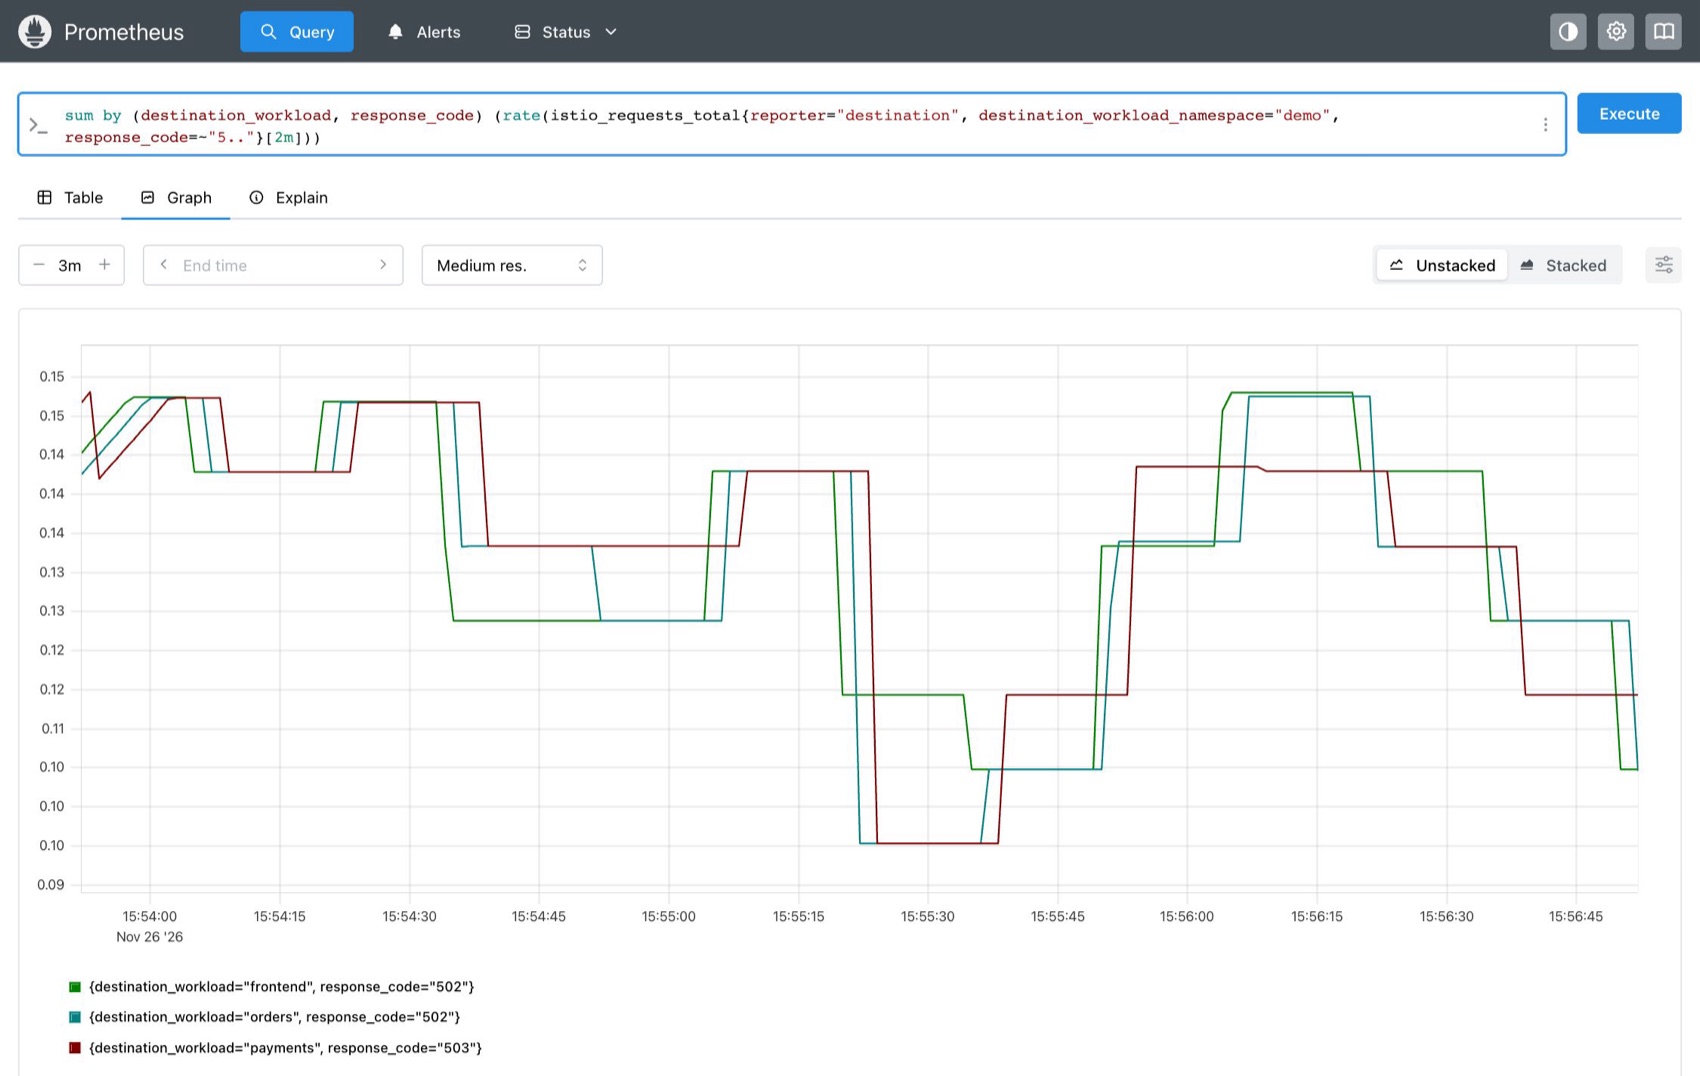 Prometheus
Query
Alerts
Status
sum by (destination_workload, response_code) (rate(istio_requests_total{reporter="destination", destination_workload_namespace="demo",
response_code=~"5.."}[2m]))
Execute
Table
Graph
Explain
3m
End time
Medium res.
Unstacked
Stacked
0.15
0.15
0.14
0.14
0.14
0.13
0.13
0.12
0.12
0.11
0.10
0.10
0.10
0.09
15:54:00
15:54:15
15:54:30
15:54:45
15:55:00
15:55:15
15:55:30
15:55:45
15:56:00
15:56:15
15:56:30
15:56:45
Nov 26 '26
{destination_workload="frontend", response_code="502"}
{destination_workload="orders", response_code="502"}
{destination_workload="payments", response_code="503"}